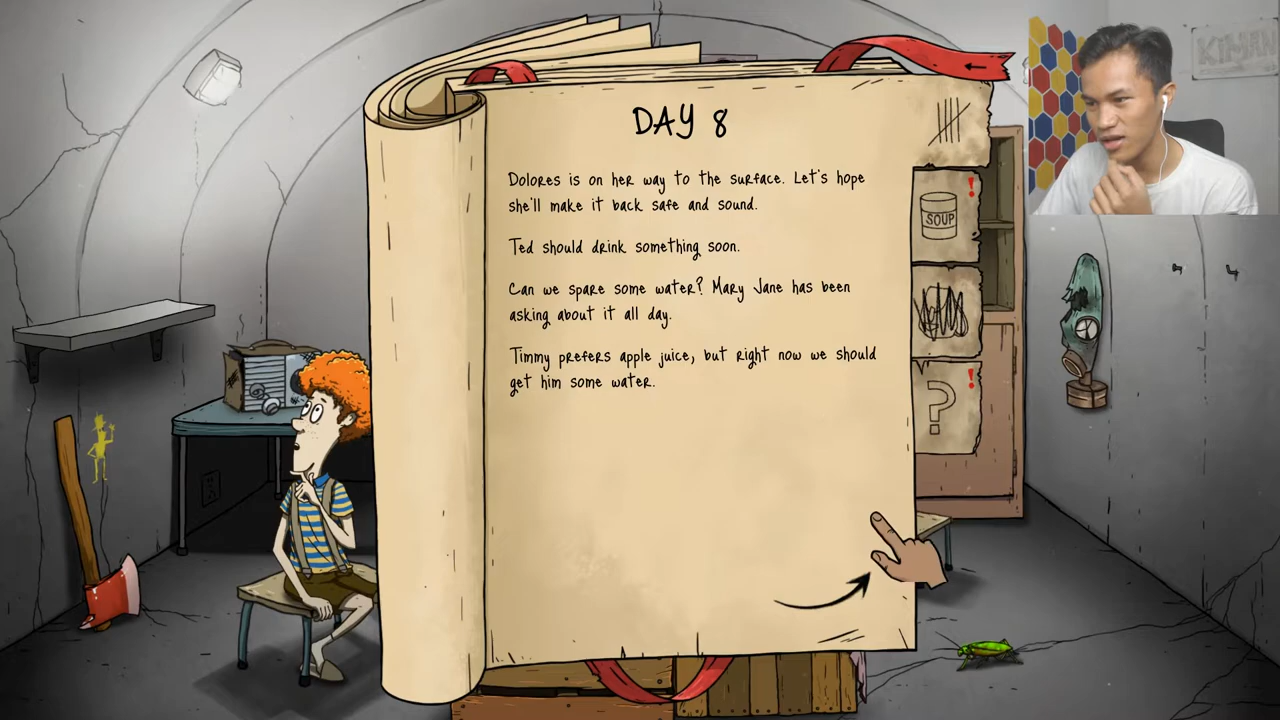 KiMAN
DAY 8
Dolores is on her way to the surface. Let's hope
she'll make it back safe and sound.
Ted should drink something soon.
Can we spare some water? Mary Jane has been
asking about it all day.
Timmy prefers apple juice, but right now we should
get him some water.
!
SOUP
!
?